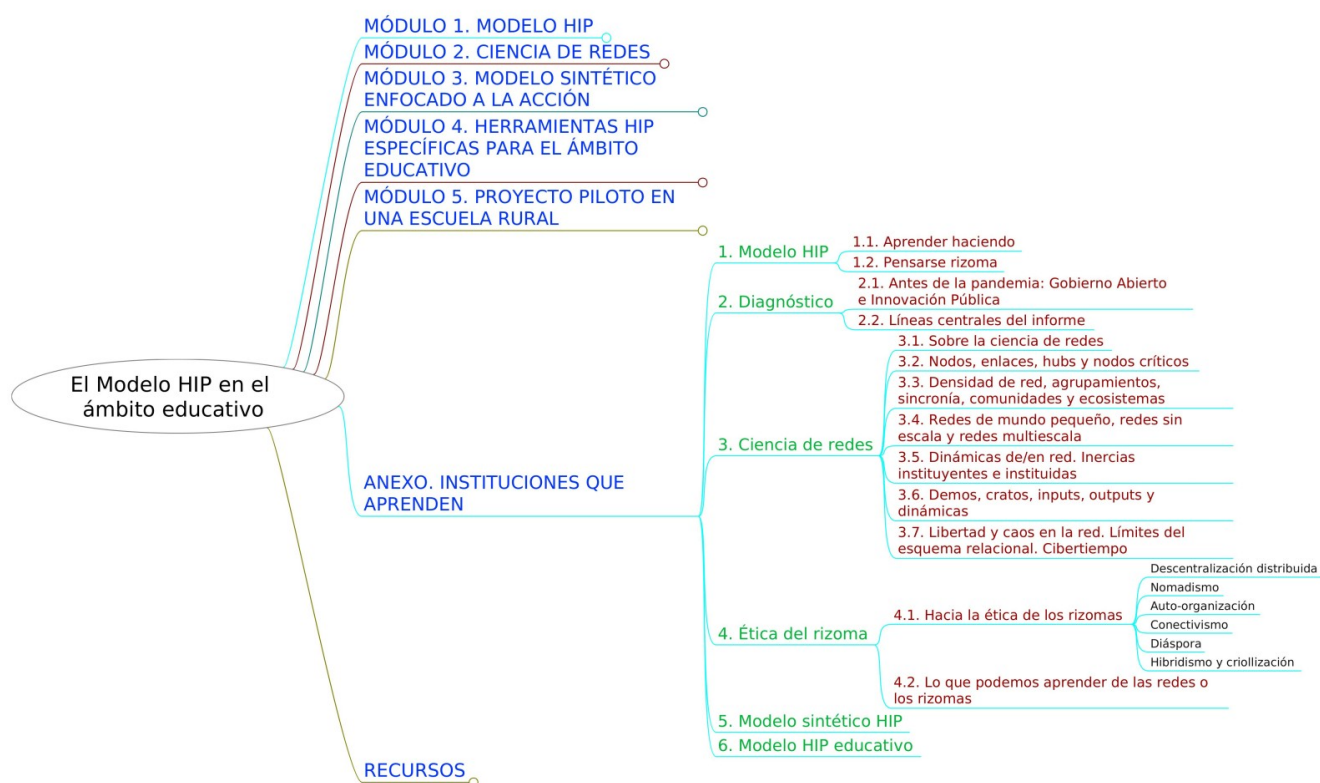 El Modelo HIP en el
ámbito educativo
MÓDULO 1. MODELO HIP
MÓDULO 2. CIENCIA DE REDES
MÓDULO 3. MODELO SINTÉTICO
ENFOCADO A LA ACCIÓN
MÓDULO 4. HERRAMIENTAS HIP
ESPECÍFICAS PARA EL ÁMBITO
EDUCATIVO
MÓDULO 5. PROYECTO PILOTO EN
UNA ESCUELA RURAL
ANEXO. INSTITUCIONES QUE
APRENDEN
1. Modelo HIP
1.1. Aprender haciendo
1.2. Pensarse rizoma
2. Diagnóstico
2.1. Antes de la pandemia: Gobierno Abierto
e Innovación Pública
2.2. Líneas centrales del informe
3. Ciencia de redes
3.1. Sobre la ciencia de redes
3.2. Nodos, enlaces, hubs y nodos críticos
3.3. Densidad de red, agrupamientos,
sincronía, comunidades y ecosistemas
3.4. Redes de mundo pequeño, redes sin
escala y redes multiescala
3.5. Dinámicas de/en red. Inercias
instituyentes e instituidas
3.6. Demos, cratos, inputs, outputs y
dinámicas
3.7. Libertad y caos en la red. Límites del
esquema relacional. Cibertiempo
4. Ética del rizoma
4.1. Hacia la ética de los rizomas
Descentralización distribuida
Nomadismo
Auto-organización
Conectivismo
Diáspora
Hibridismo y criollización
4.2. Lo que podemos aprender de las redes o
los rizomas
5. Modelo sintético HIP
6. Modelo HIP educativo
RECURSOS